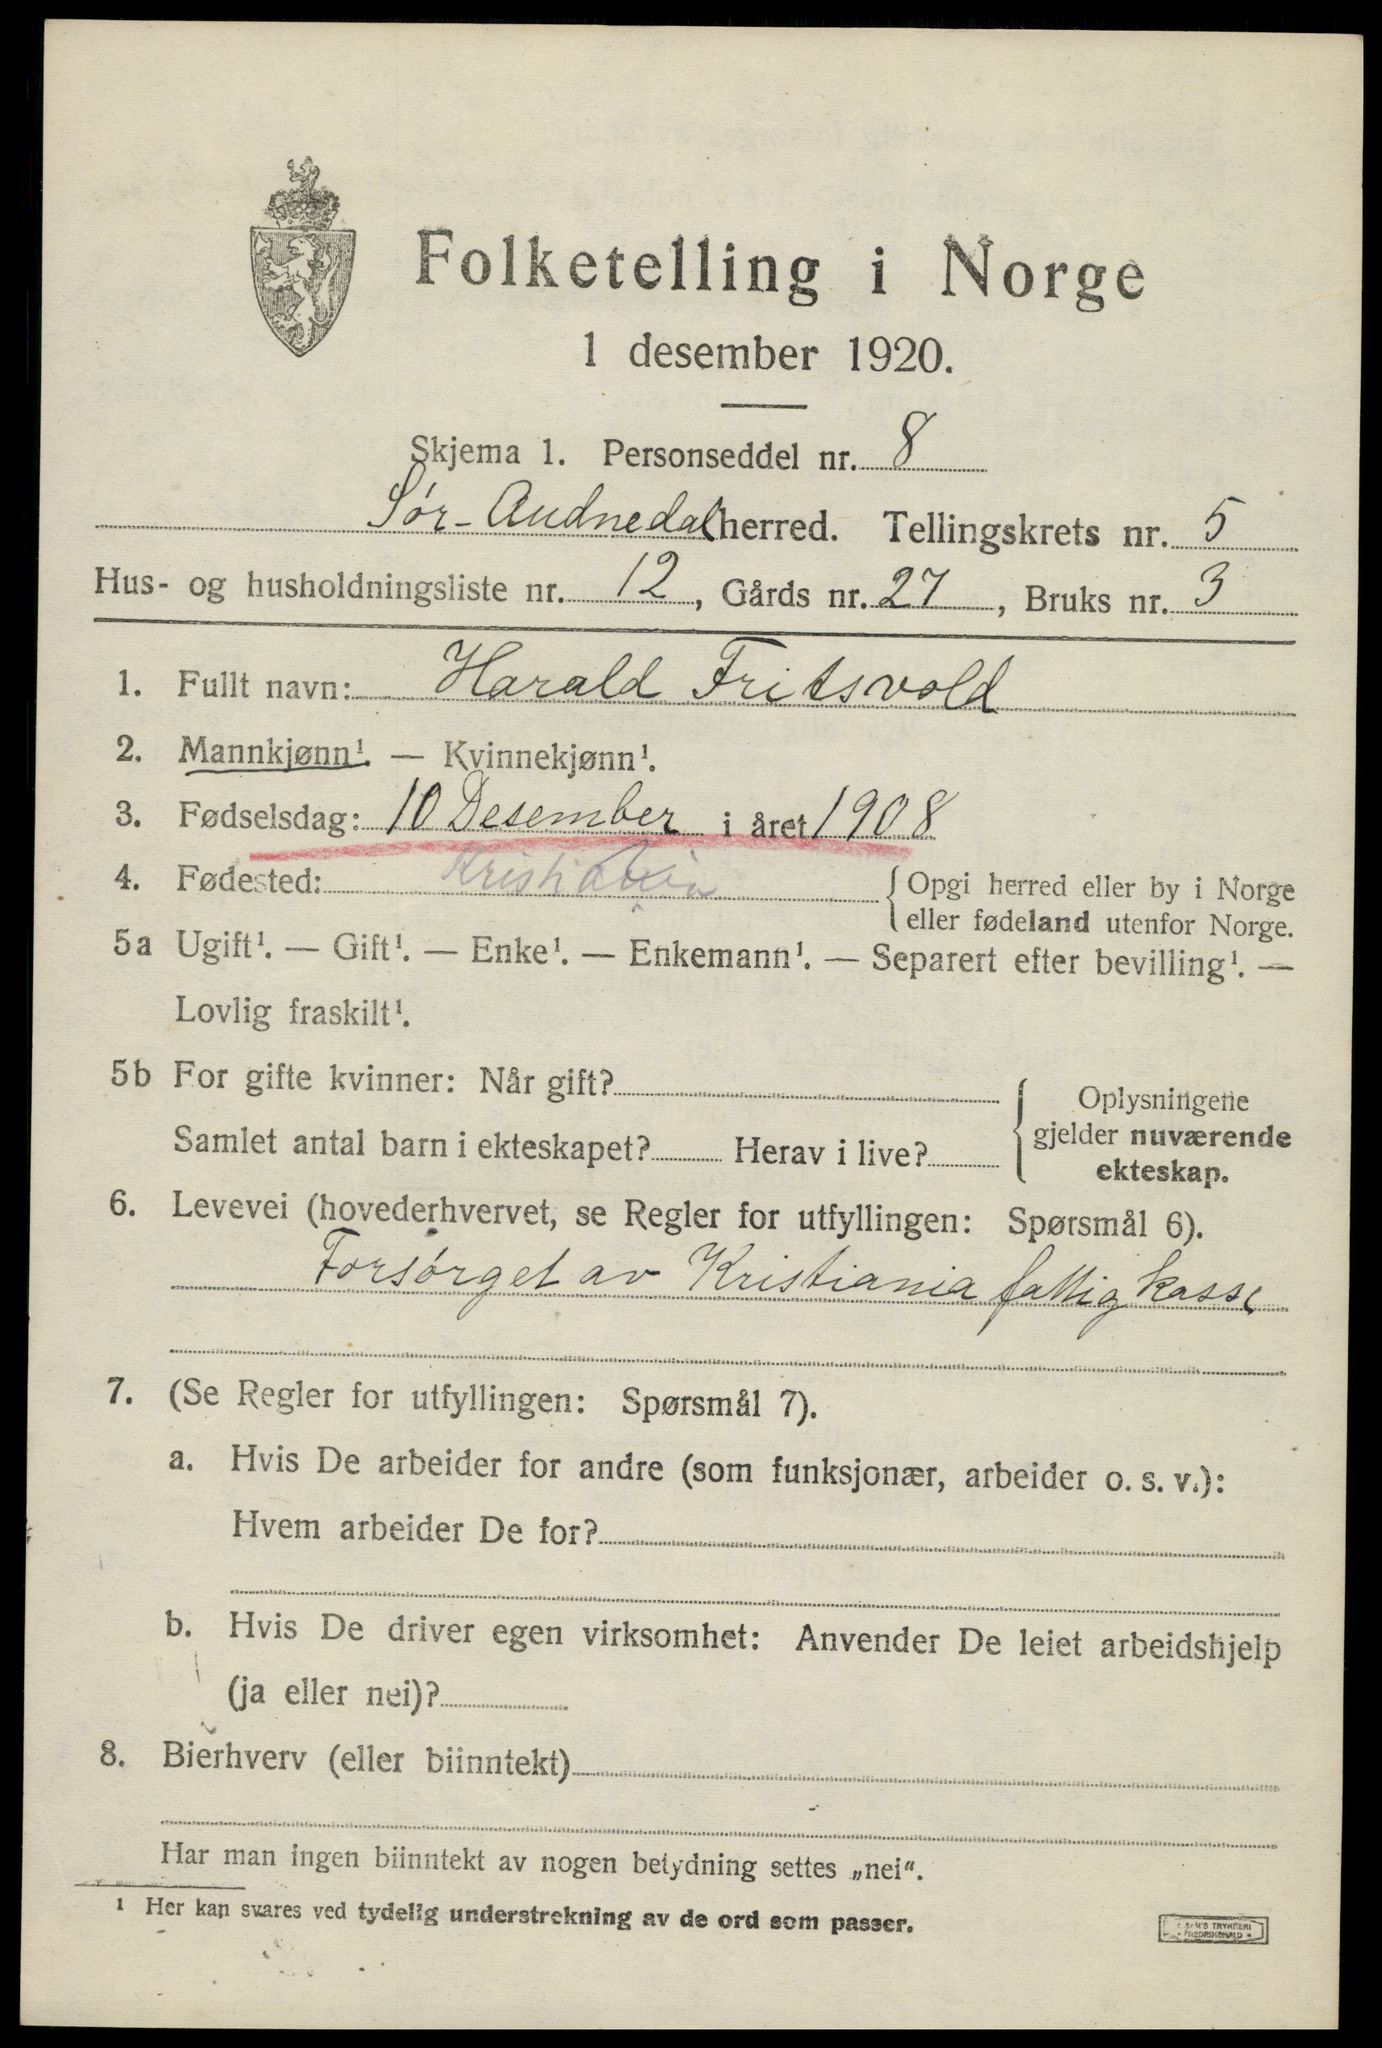 Folketelling i Norge
1 desember 1920.
Skjema 1. Personseddel nr. 8
Sør-Audnedal herred. Tellingskrets nr. 5
Hus- og husholdningsliste nr. 12, Gårds nr. 27, Bruks nr. 3
1. Fullt navn: Harald Fritsvold
2. Mannkjønn¹. — Kvinnekjønn¹.
3. Fødselsdag: 10 Desember i året 1908
4. Fødested: Kristiania {Opgi herred eller by i Norge
eller fødeland utenfor Norge.
5a Ugift¹. — Gift¹. — Enke¹. — Enkemann¹. — Separert efter bevilling¹. —
Lovlig fraskilt¹.
5b For gifte kvinner: Når gift?
Samlet antal barn i ekteskapet? Herav i live?
Oplysningene
gjelder nuværende
ekteskap.
6. Levevei (hovederhvervet, se Regler for utfyllingen: Spørsmål 6).
Forsørget av Kristiania fattigkasse
7. (Se Regler for utfyllingen: Spørsmål 7).
a. Hvis De arbeider for andre (som funksjonær, arbeider o. s. v.):
Hvem arbeider De for?
b. Hvis De driver egen virksomhet: Anvender De leiet arbeidshjelp
(ja eller nei)?
8. Bierhverv (eller biinntekt)
Har man ingen biinntekt av nogen betydning settes „nei".
¹ Her kan svares ved tydelig understrekning av de ord som passer.
TRYKKERI
FREDRIKSHALD